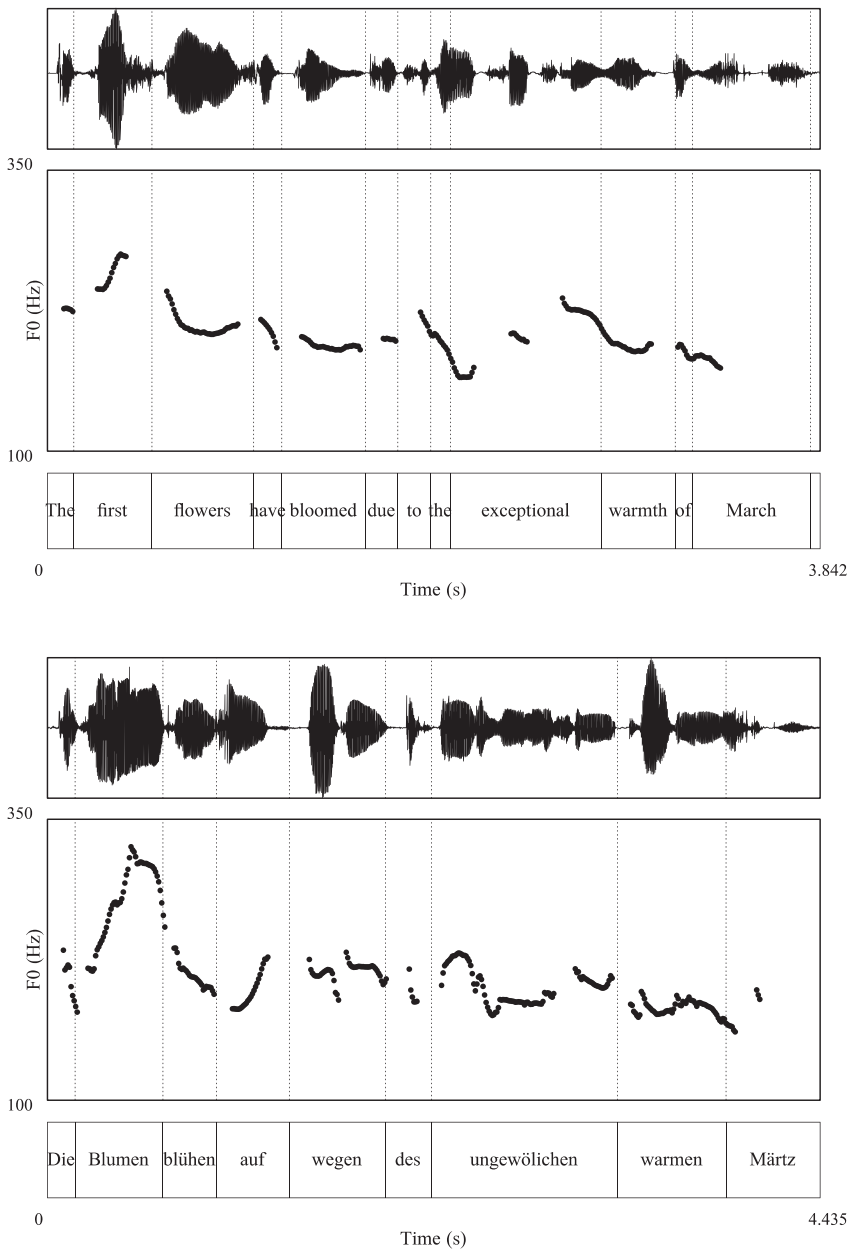 350
F0 (Hz)
100
The first flowers have bloomed due to the exceptional warmth of March
0 3.842
Time (s)
350
F0 (Hz)
100
Die Blumen blühen auf wegen des ungewölichen warmen Märtz
0 4.435
Time (s)